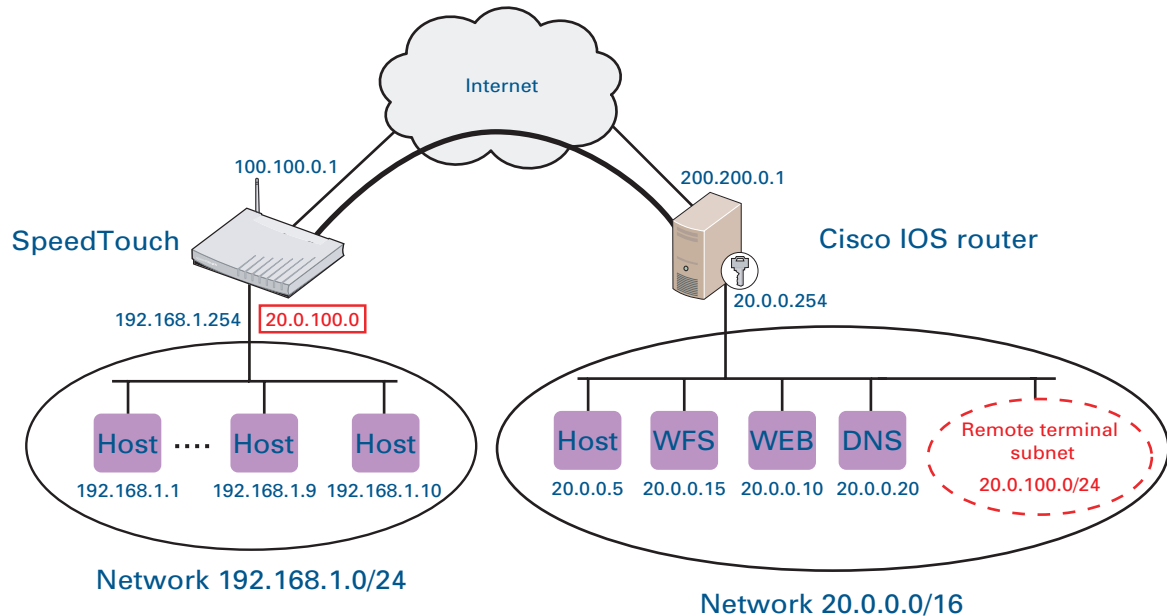 Internet
100.100.0.1
200.200.0.1
SpeedTouch
Cisco IOS router
192.168.1.254
20.0.100.0
20.0.0.254
Host
....
Host
Host
192.168.1.1
192.168.1.9
192.168.1.10
Network 192.168.1.0/24
Host
WFS
WEB
DNS
20.0.0.5
20.0.0.15
20.0.0.10
20.0.0.20
Remote terminal
subnet
20.0.100.0/24
Network 20.0.0.0/16